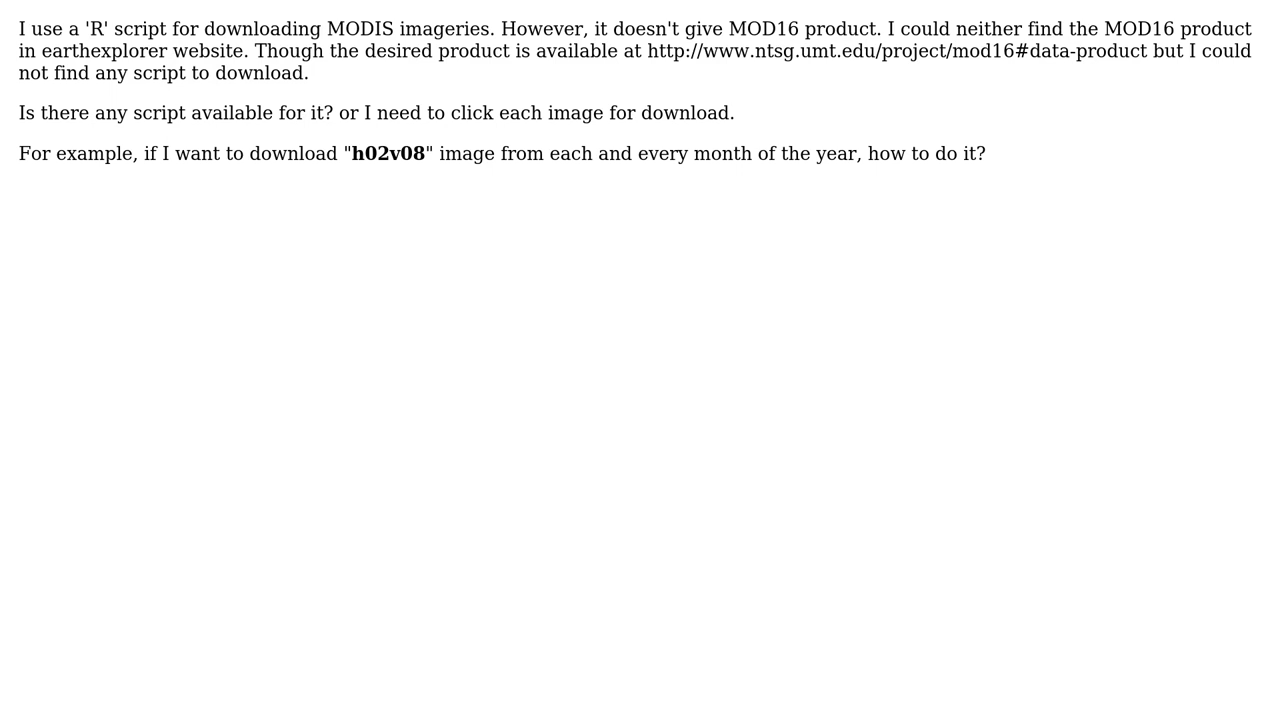 I use a 'R' script for downloading MODIS imageries. However, it doesn't give MOD16 product. I could neither find the MOD16 product
in earthexplorer website. Though the desired product is available at http://www.ntsg.umt.edu/project/mod16#data-product but I could
not find any script to download.
Is there any script available for it? or I need to click each image for download.
For example, if I want to download "h02v08" image from each and every month of the year, how to do it?